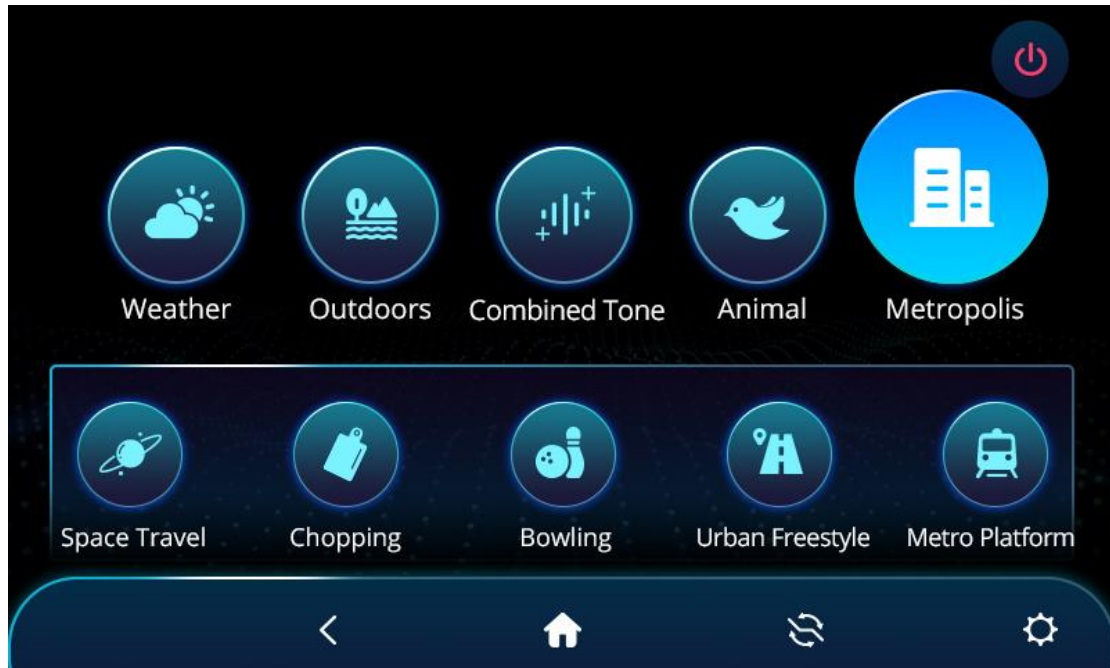 Weather
Outdoors
Combined Tone
Animal
Metropolis
Space Travel
Chopping
Bowling
Urban Freestyle
Metro Platform